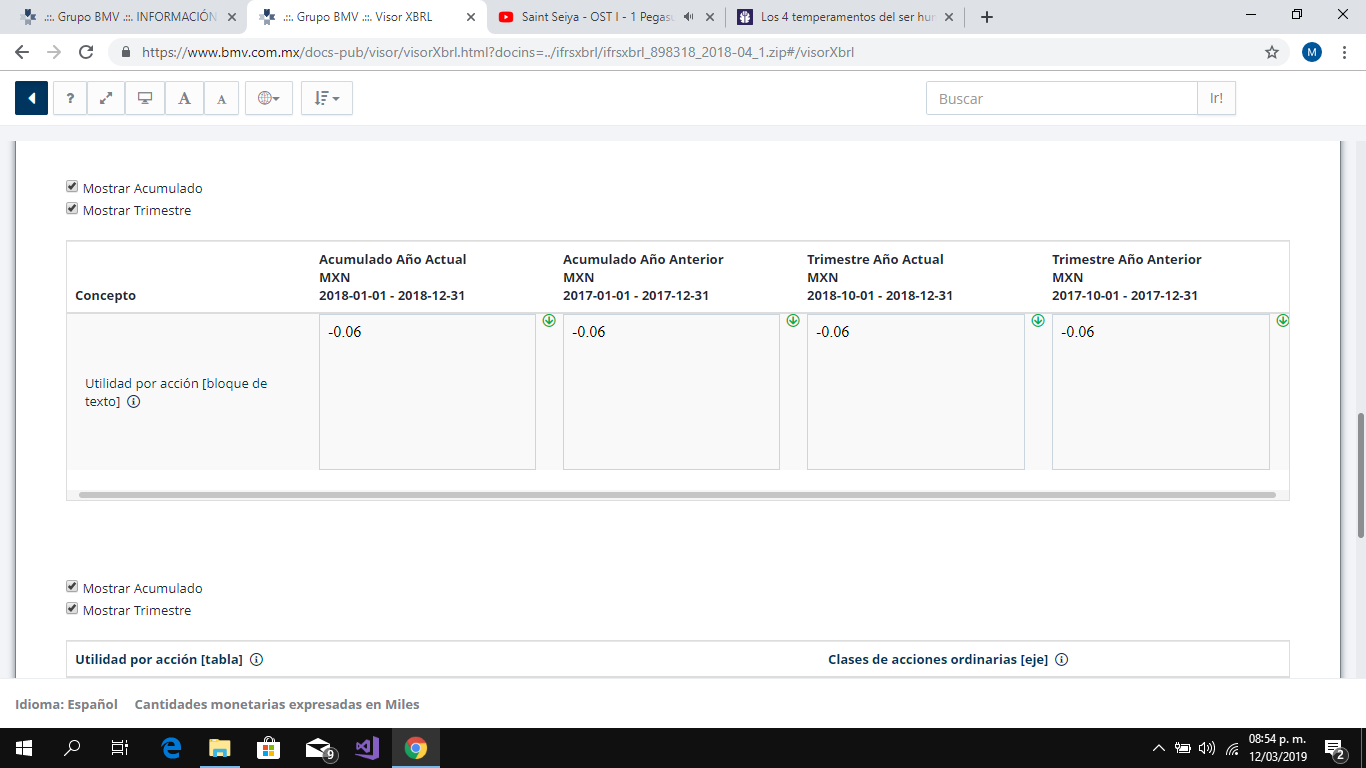 .::. Grupo BMV .::. INFORMACIÓN
.::. Grupo BMV .::. Visor XBRL
Saint Seiya - OST I - 1 Pegasu
Los 4 temperamentos del ser hur
https://www.bmv.com.mx/docs-pub/visor/visorXbrl.html?docins=../ifrsxbrl/ifrsxbrl_898318_2018-04_1.zip#/visorXbrl
M
? A A
Buscar
Ir!
Mostrar Acumulado
Mostrar Trimestre
Concepto
Acumulado Año Actual
MXN
2018-01-01 - 2018-12-31
Acumulado Año Anterior
MXN
2017-01-01 - 2017-12-31
Trimestre Año Actual
MXN
2018-10-01 - 2018-12-31
Trimestre Año Anterior
MXN
2017-10-01 - 2017-12-31
Utilidad por acción [bloque de
texto]
-0.06
-0.06
-0.06
-0.06
Mostrar Acumulado
Mostrar Trimestre
Utilidad por acción [tabla]
Clases de acciones ordinarias [eje]
Idioma: Español Cantidades monetarias expresadas en Miles
9
08:54 p. m.
12/03/2019
2